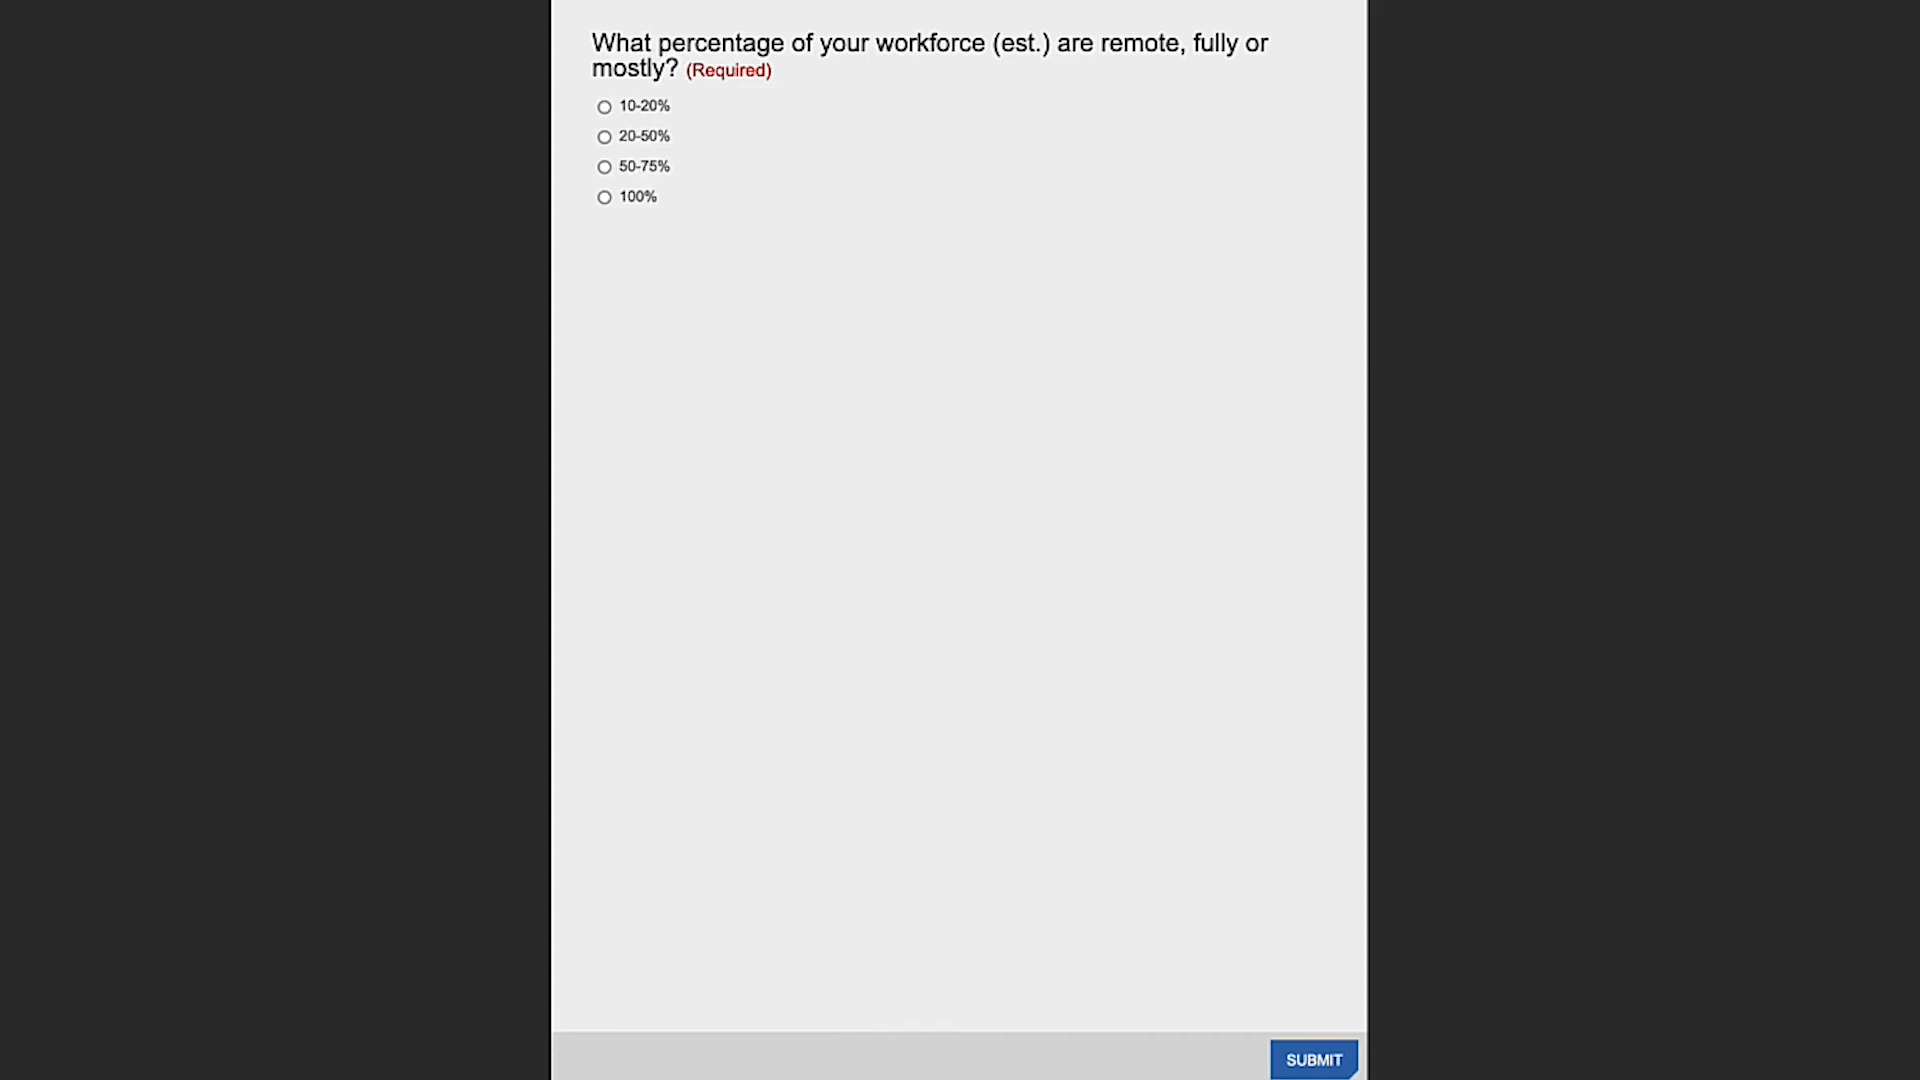 What percentage of your workforce (est.) are remote, fully or
mostly? (Required)
10-20%
20-50%
50-75%
100%
SUBMIT